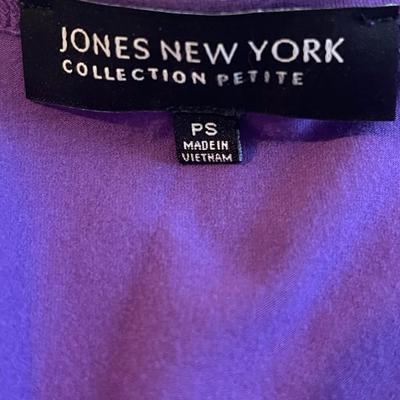 JONES NEW YORK
COLLECTION PETITE
PS
MADE IN
VIETNAM